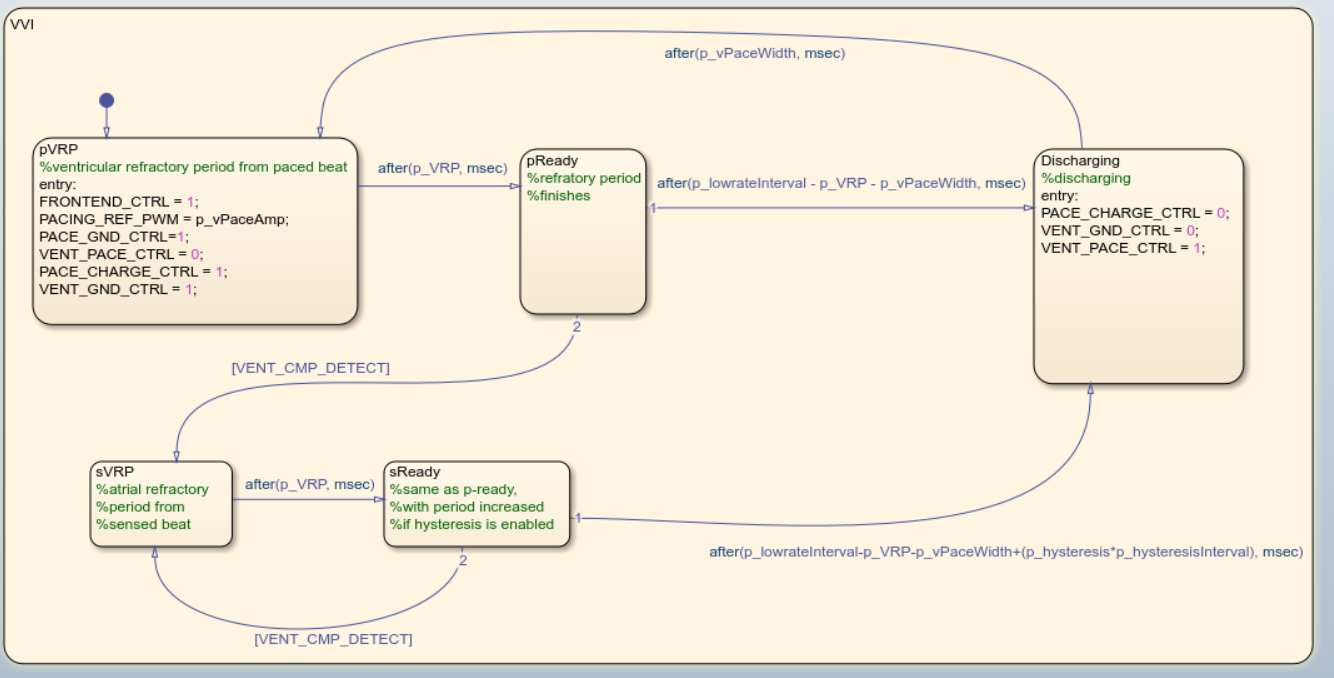 VVI
after(p_vPaceWidth, msec)
pVRP
%ventricular refractory period from paced beat
entry:
FRONTEND_CTRL = 1;
PACING_REF_PWM = p_vPaceAmp;
PACE_GND_CTRL=1;
VENT_PACE_CTRL = 0;
PACE_CHARGE_CTRL = 1;
VENT_GND_CTRL = 1;
after(p_VRP, msec)
pReady
%refratory period
%finishes
1
after(p_lowrateInterval - p_VRP - p_vPaceWidth, msec)
Discharging
%discharging
entry:
PACE_CHARGE_CTRL = 0;
VENT_GND_CTRL = 0;
VENT_PACE_CTRL = 1;
2
[VENT_CMP_DETECT]
sVRP
%atrial refractory
%period from
%sensed beat
after(p_VRP, msec)
sReady
%same as p-ready,
%with period increased
%if hysteresis is enabled
1
after(p_lowrateInterval-p_VRP-p_vPaceWidth+(p_hysteresis*p_hysteresisInterval), msec)
2
[VENT_CMP_DETECT]